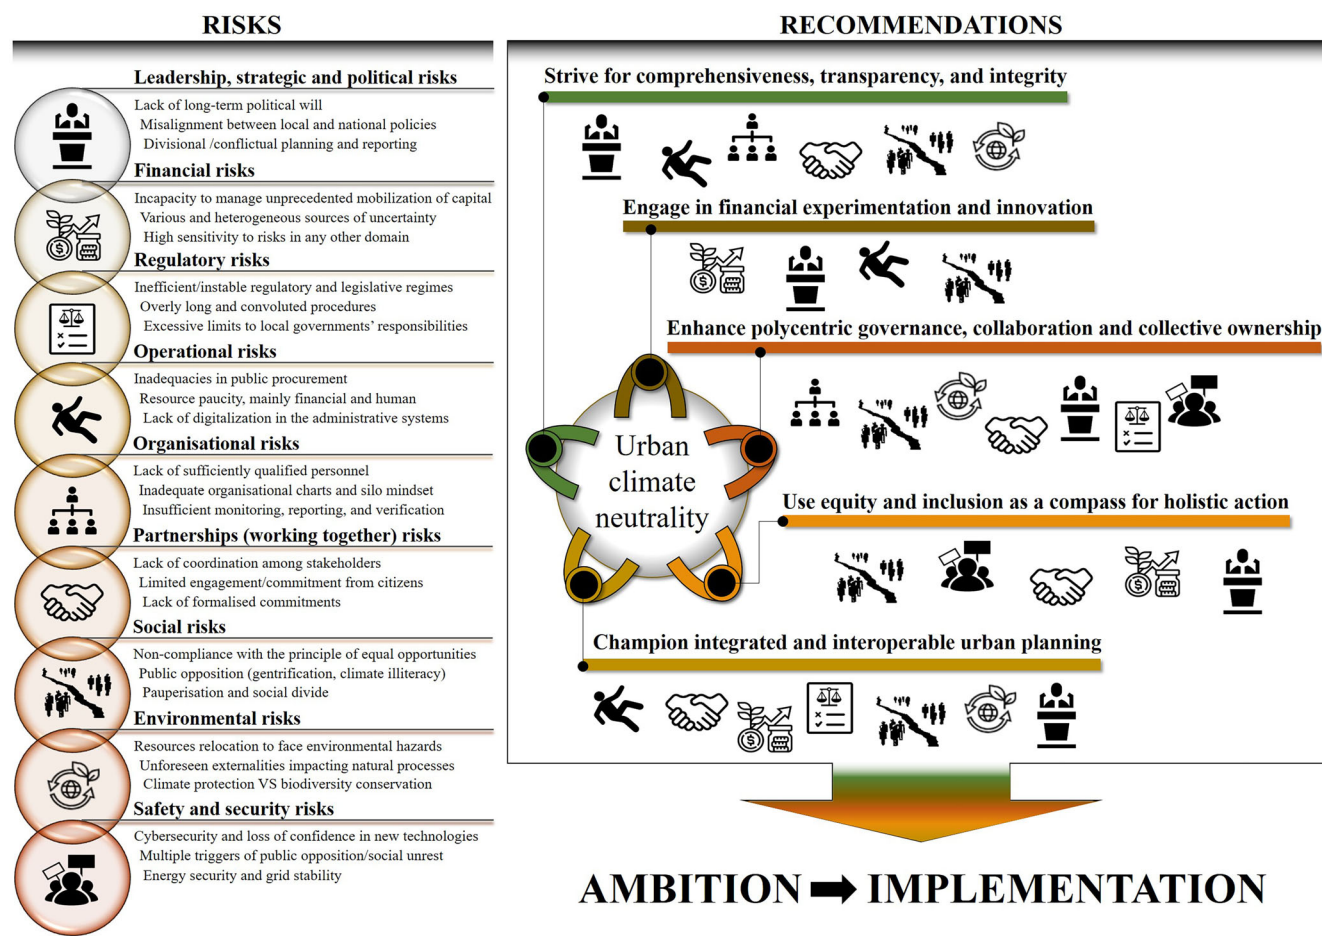 RISKS
Leadership, strategic and political risks
Lack of long-term political will
Misalignment between local and national policies
Divisional /conflictual planning and reporting
Financial risks
Incapacity to manage unprecedented mobilization of capital
Various and heterogeneous sources of uncertainty
High sensitivity to risks in any other domain
Regulatory risks
Inefficient/instable regulatory and legislative regimes
Overly long and convoluted procedures
Excessive limits to local governments’ responsibilities
Operational risks
Inadequacies in public procurement
Resource paucity, mainly financial and human
Lack of digitalization in the administrative systems
Organisational risks
Lack of sufficiently qualified personnel
Inadequate organisational charts and silo mindset
Insufficient monitoring, reporting, and verification
Partnerships (working together) risks
Lack of coordination among stakeholders
Limited engagement/commitment from citizens
Lack of formalised commitments
Social risks
Non-compliance with the principle of equal opportunities
Public opposition (gentrification, climate illiteracy)
Pauperisation and social divide
Environmental risks
Resources relocation to face environmental hazards
Unforeseen externalities impacting natural processes
Climate protection VS biodiversity conservation
Safety and security risks
Cybersecurity and loss of confidence in new technologies
Multiple triggers of public opposition/social unrest
Energy security and grid stability
RECOMMENDATIONS
Strive for comprehensiveness, transparency, and integrity
Engage in financial experimentation and innovation
Enhance polycentric governance, collaboration and collective ownership
Urban
climate
neutrality
Use equity and inclusion as a compass for holistic action
Champion integrated and interoperable urban planning
AMBITION ➡ IMPLEMENTATION